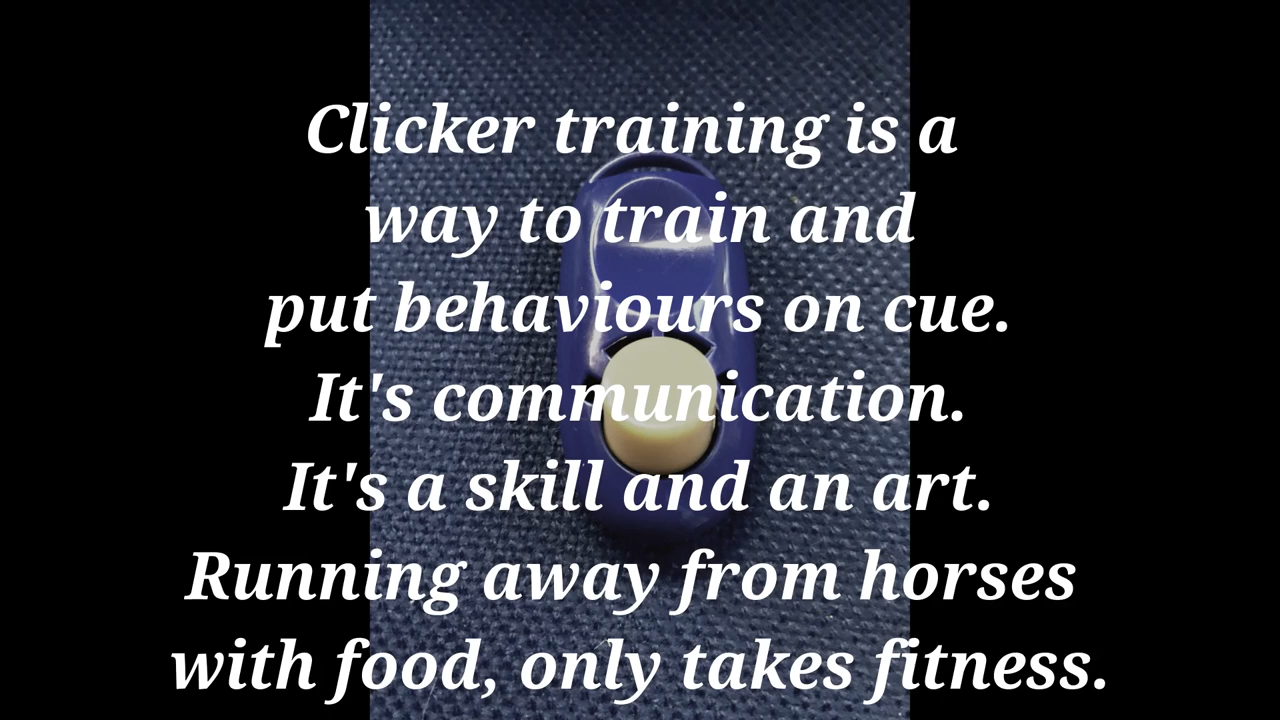 Clicker training is a
way to train and
put behaviours on cue.
It's communication.
It's a skill and an art.
Running away from horses
with food, only takes fitness.